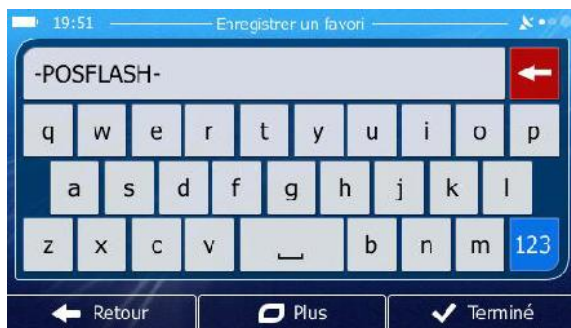 19:51 Enregistrer un favori
-POSFLASH-
q w e r t y u i o p
a s d f g h j k l
z x c v b n m 123
Retour Plus Terminé